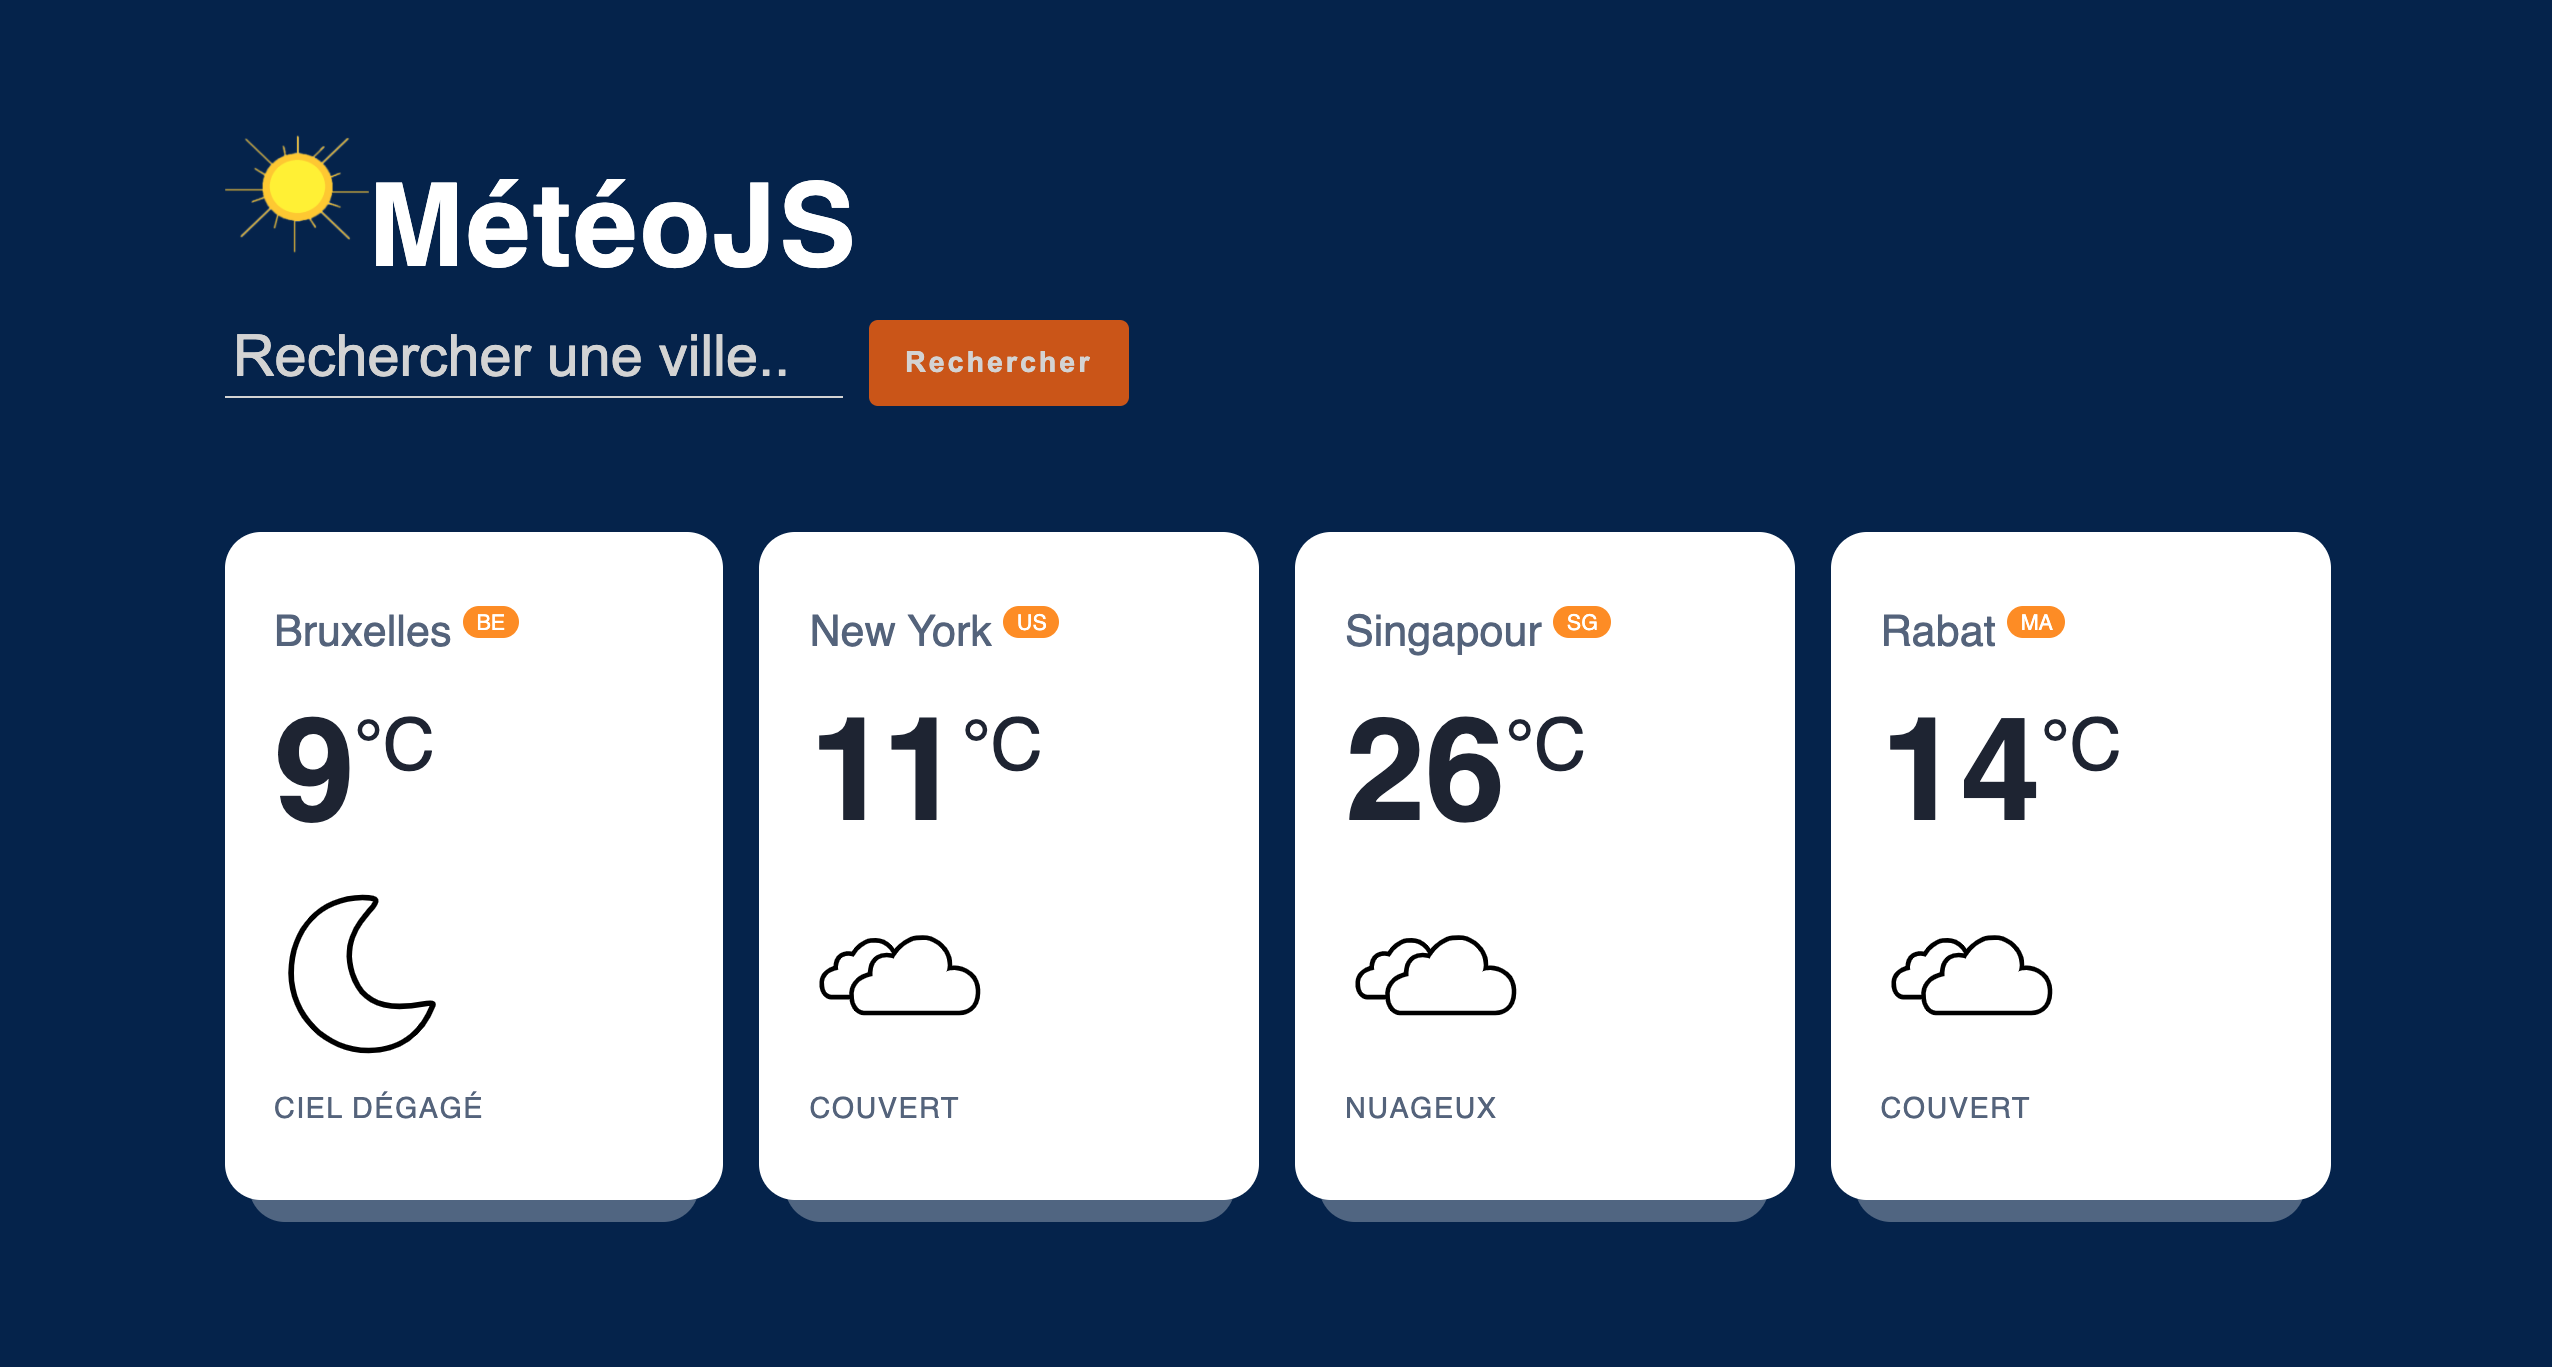 MétéoJS
Rechercher une ville..
Rechercher
Bruxelles BE
9°C
CIEL DÉGAGÉ
New York US
11°C
COUVERT
Singapour SG
26°C
NUAGEUX
Rabat MA
14°C
COUVERT